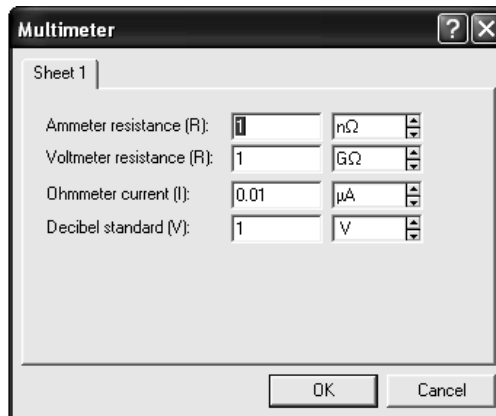 Multimeter
Sheet 1
Ammeter resistance (R): 1 nΩ
Voltmeter resistance (R): 1 GΩ
Ohmmeter current (I): 0.01 µA
Decibel standard (V): 1 V
OK Cancel